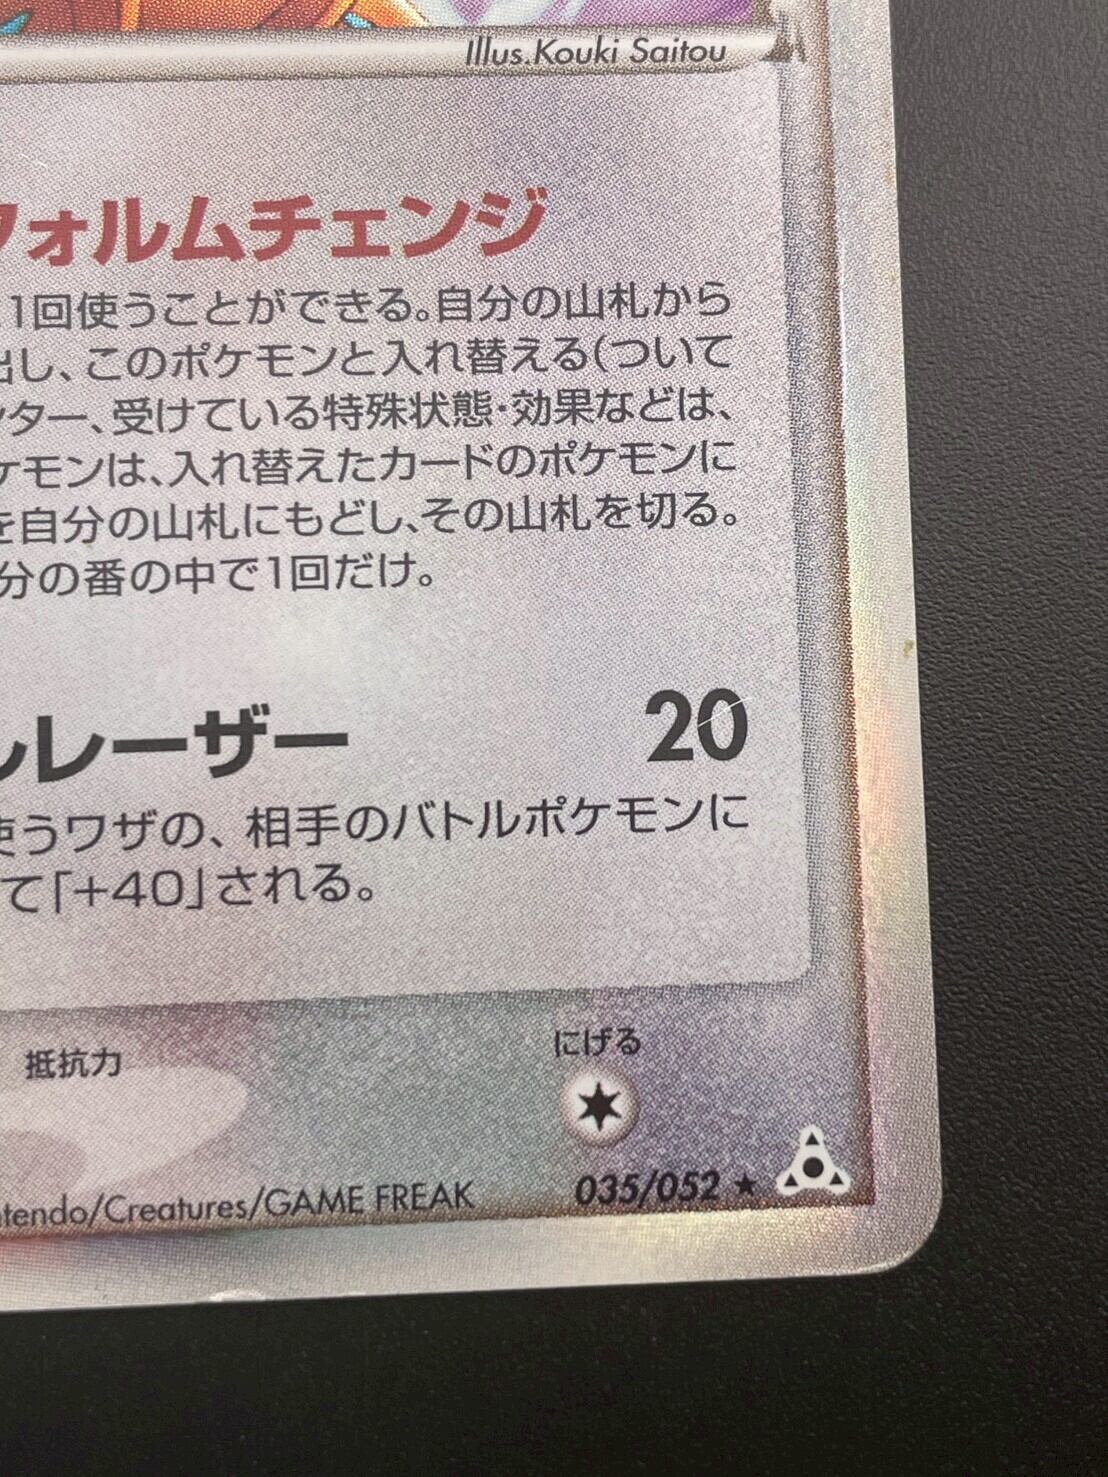 Illus.Kouki Saitou
フォルムチェンジ
1回使うことができる。自分の山札から
出し、このポケモンと入れ替える(ついて
ンター、受けている特殊状態・効果などは、
ケモンは、入れ替えたカードのポケモンに
を自分の山札にもどし、その山札を切る。
分の番の中で1回だけ。
ルレーザー 20
使うワザの、相手のバトルポケモンに
て「+40」される。
抵抗力 にげる
ntendo/Creatures/GAME FREAK 035/052 ★